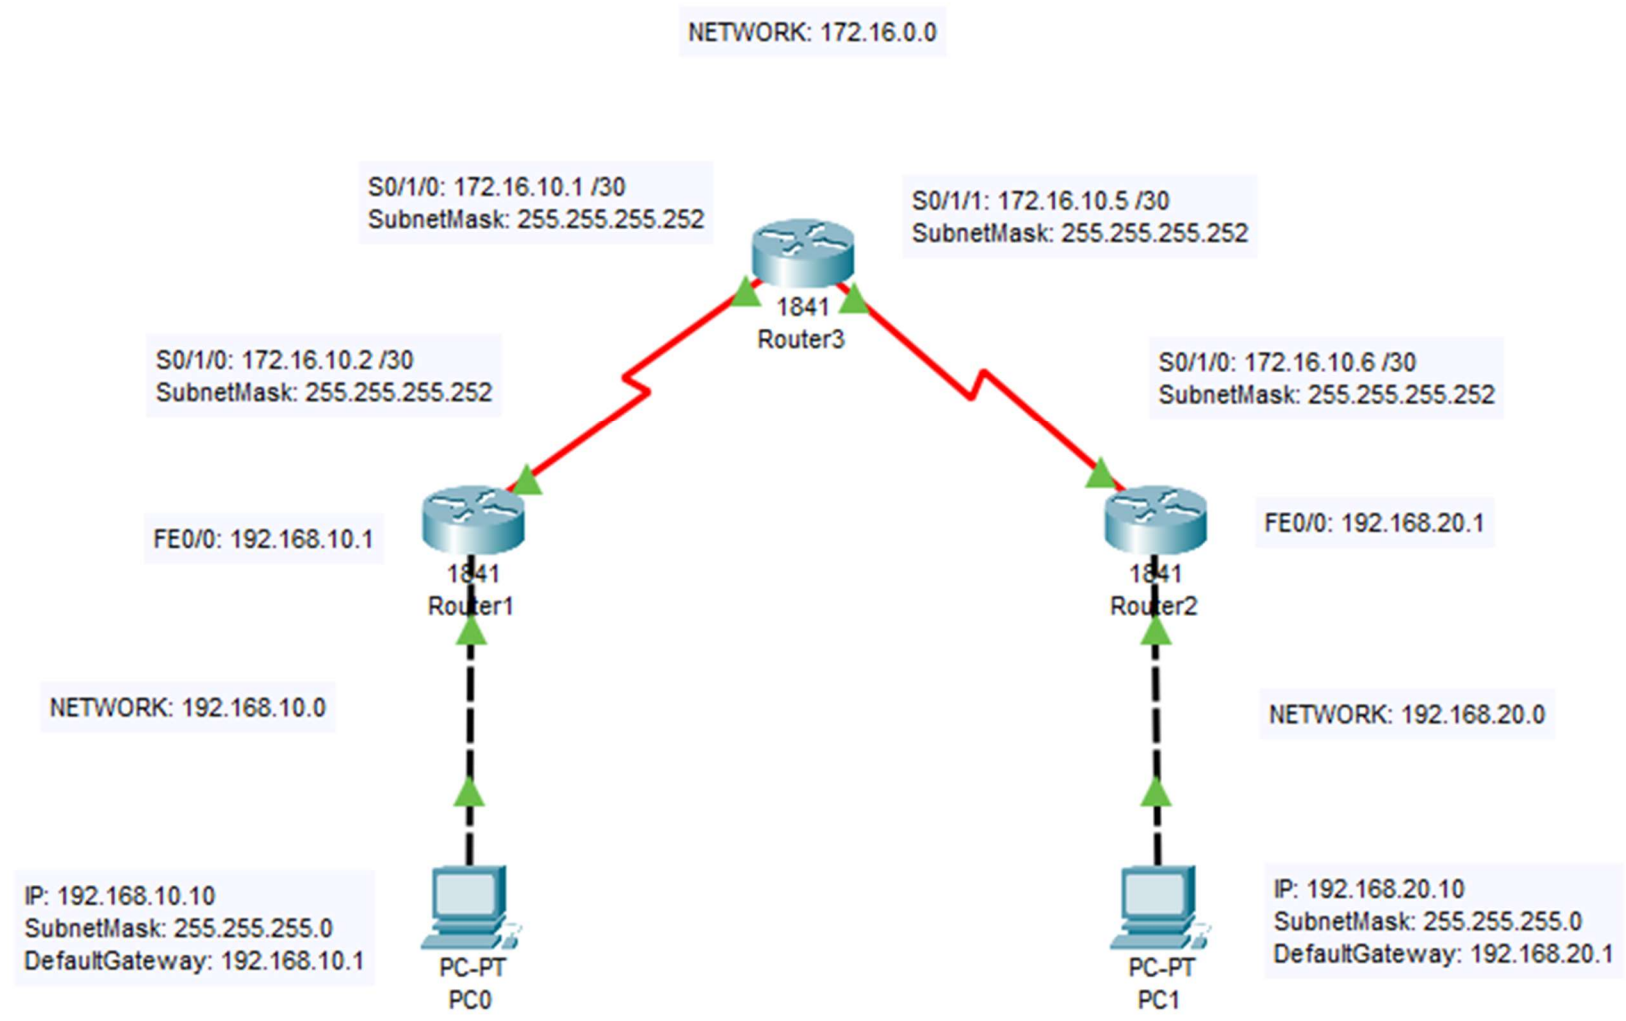 NETWORK: 172.16.0.0
S0/1/0: 172.16.10.1 /30
SubnetMask: 255.255.255.252
S0/1/1: 172.16.10.5 /30
SubnetMask: 255.255.255.252
1841
Router3
S0/1/0: 172.16.10.2 /30
SubnetMask: 255.255.255.252
S0/1/0: 172.16.10.6 /30
SubnetMask: 255.255.255.252
FE0/0: 192.168.10.1
1841
Router1
FE0/0: 192.168.20.1
1841
Router2
NETWORK: 192.168.10.0
NETWORK: 192.168.20.0
IP: 192.168.10.10
SubnetMask: 255.255.255.0
DefaultGateway: 192.168.10.1
PC-PT
PC0
IP: 192.168.20.10
SubnetMask: 255.255.255.0
DefaultGateway: 192.168.20.1
PC-PT
PC1